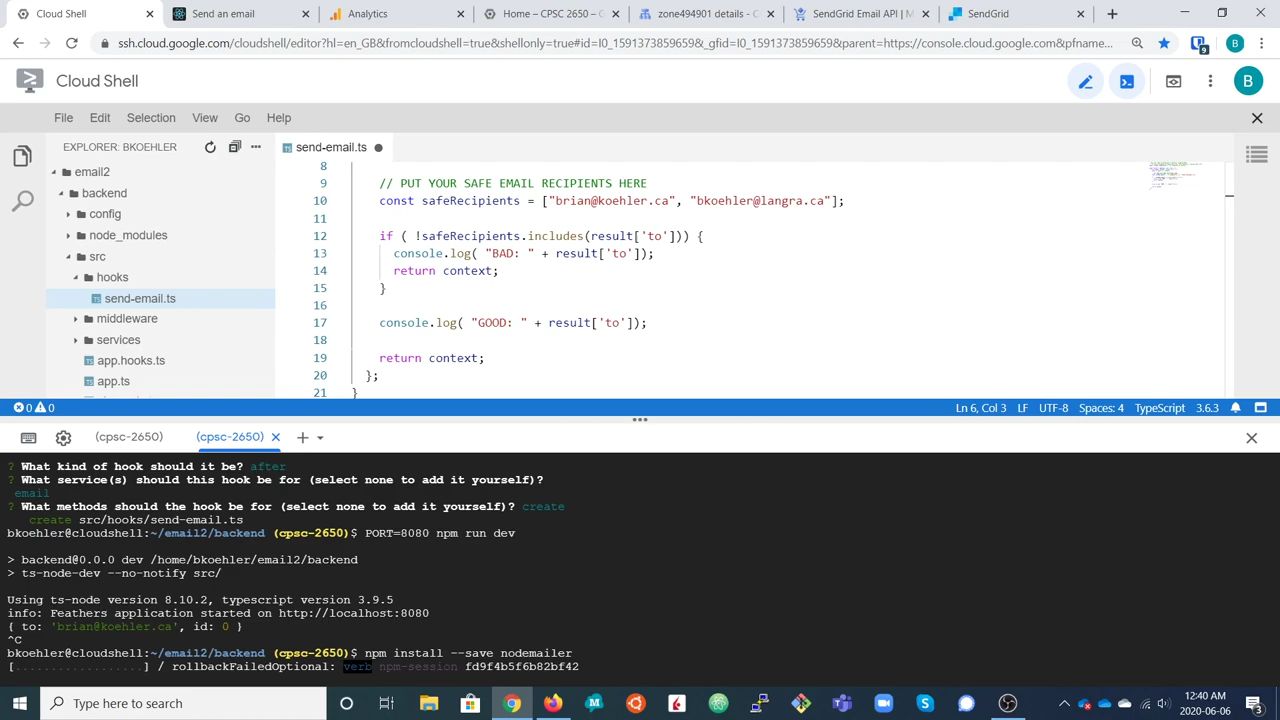 Cloud Shell
Send an email
Analytics
Home – CPSC 2650 – G
zone494901 details - Cl
SendGrid Email API | M
SendGrid
ssh.cloud.google.com/cloudshell/editor?hl=en_GB&fromcloudshell=true&shellonly=true#id=I0_1591373859659&_gfid=I0_1591373859659&parent=https://console.cloud.google.com&pfname...
9
B
Cloud Shell
B
File Edit Selection View Go Help
EXPLORER: BKOEHLER
send-email.ts
email2
backend
config
node_modules
src
hooks
send-email.ts
middleware
services
app.hooks.ts
app.ts
8
9 // PUT YOUR SAFE EMAIL RECIPIENTS HERE
10 const safeRecipients = ["brian@koehler.ca", "bkoehler@langra.ca"];
11
12 if ( !safeRecipients.includes(result['to'])) {
13 console.log( "BAD: " + result['to']);
14 return context;
15 }
16
17 console.log( "GOOD: " + result['to']);
18
19 return context;
20 };
21 }
0 0
Ln 6, Col 3 LF UTF-8 Spaces: 4 TypeScript 3.6.3
(cpsc-2650) (cpsc-2650)
? What kind of hook should it be? after
? What service(s) should this hook be for (select none to add it yourself)?
email
? What methods should the hook be for (select none to add it yourself)? create
create src/hooks/send-email.ts
bkoehler@cloudshell:~/email2/backend (cpsc-2650)$ PORT=8080 npm run dev
> backend@0.0.0 dev /home/bkoehler/email2/backend
> ts-node-dev --no-notify src/
Using ts-node version 8.10.2, typescript version 3.9.5
info: Feathers application started on http://localhost:8080
{ to: 'brian@koehler.ca', id: 0 }
^C
bkoehler@cloudshell:~/email2/backend (cpsc-2650)$ npm install --save nodemailer
[.................] / rollbackFailedOptional: verb npm-session fd9f4b5f6b82bf42
Type here to search
12:40 AM
2020-06-06
3